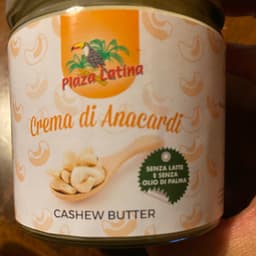 Plaza Latina
Crema di Anacardi
SENZA LATTE
E SENZA
OLIO DI PALMA
CASHEW BUTTER